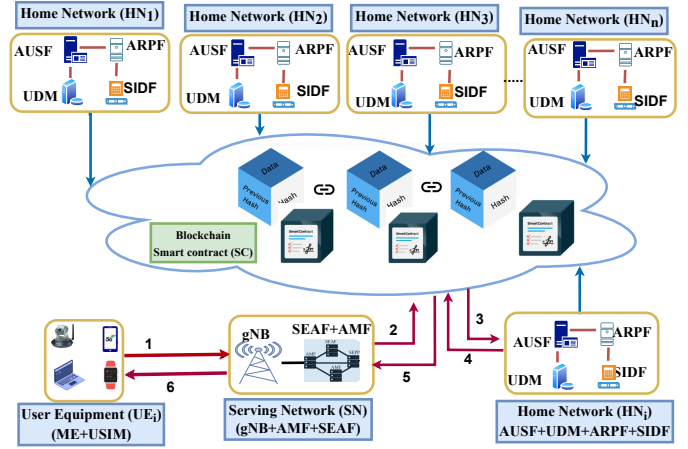 Home Network (HN1)
Home Network (HN2)
Home Network (HN3)
Home Network (HNn)
AUSF
ARPF
UDM
SIDF
AUSF
ARPF
UDM
SIDF
AUSF
ARPF
UDM
SIDF
......
AUSF
ARPF
UDM
SIDF
Data
Previous
Hash
Hash
Data
Previous
Hash
Hash
Data
Previous
Hash
Hash
SmartContract
SmartContract
SmartContract
Blockchain
Smart contract (SC)
1
6
gNB
SEAF+AMF
SEAF
AMF
SEPP
AMF
2
5
3
4
AUSF
ARPF
UDM
SIDF
User Equipment (UEi)
(ME+USIM)
Serving Network (SN)
(gNB+AMF+SEAF)
Home Network (HNi)
AUSF+UDM+ARPF+SIDF